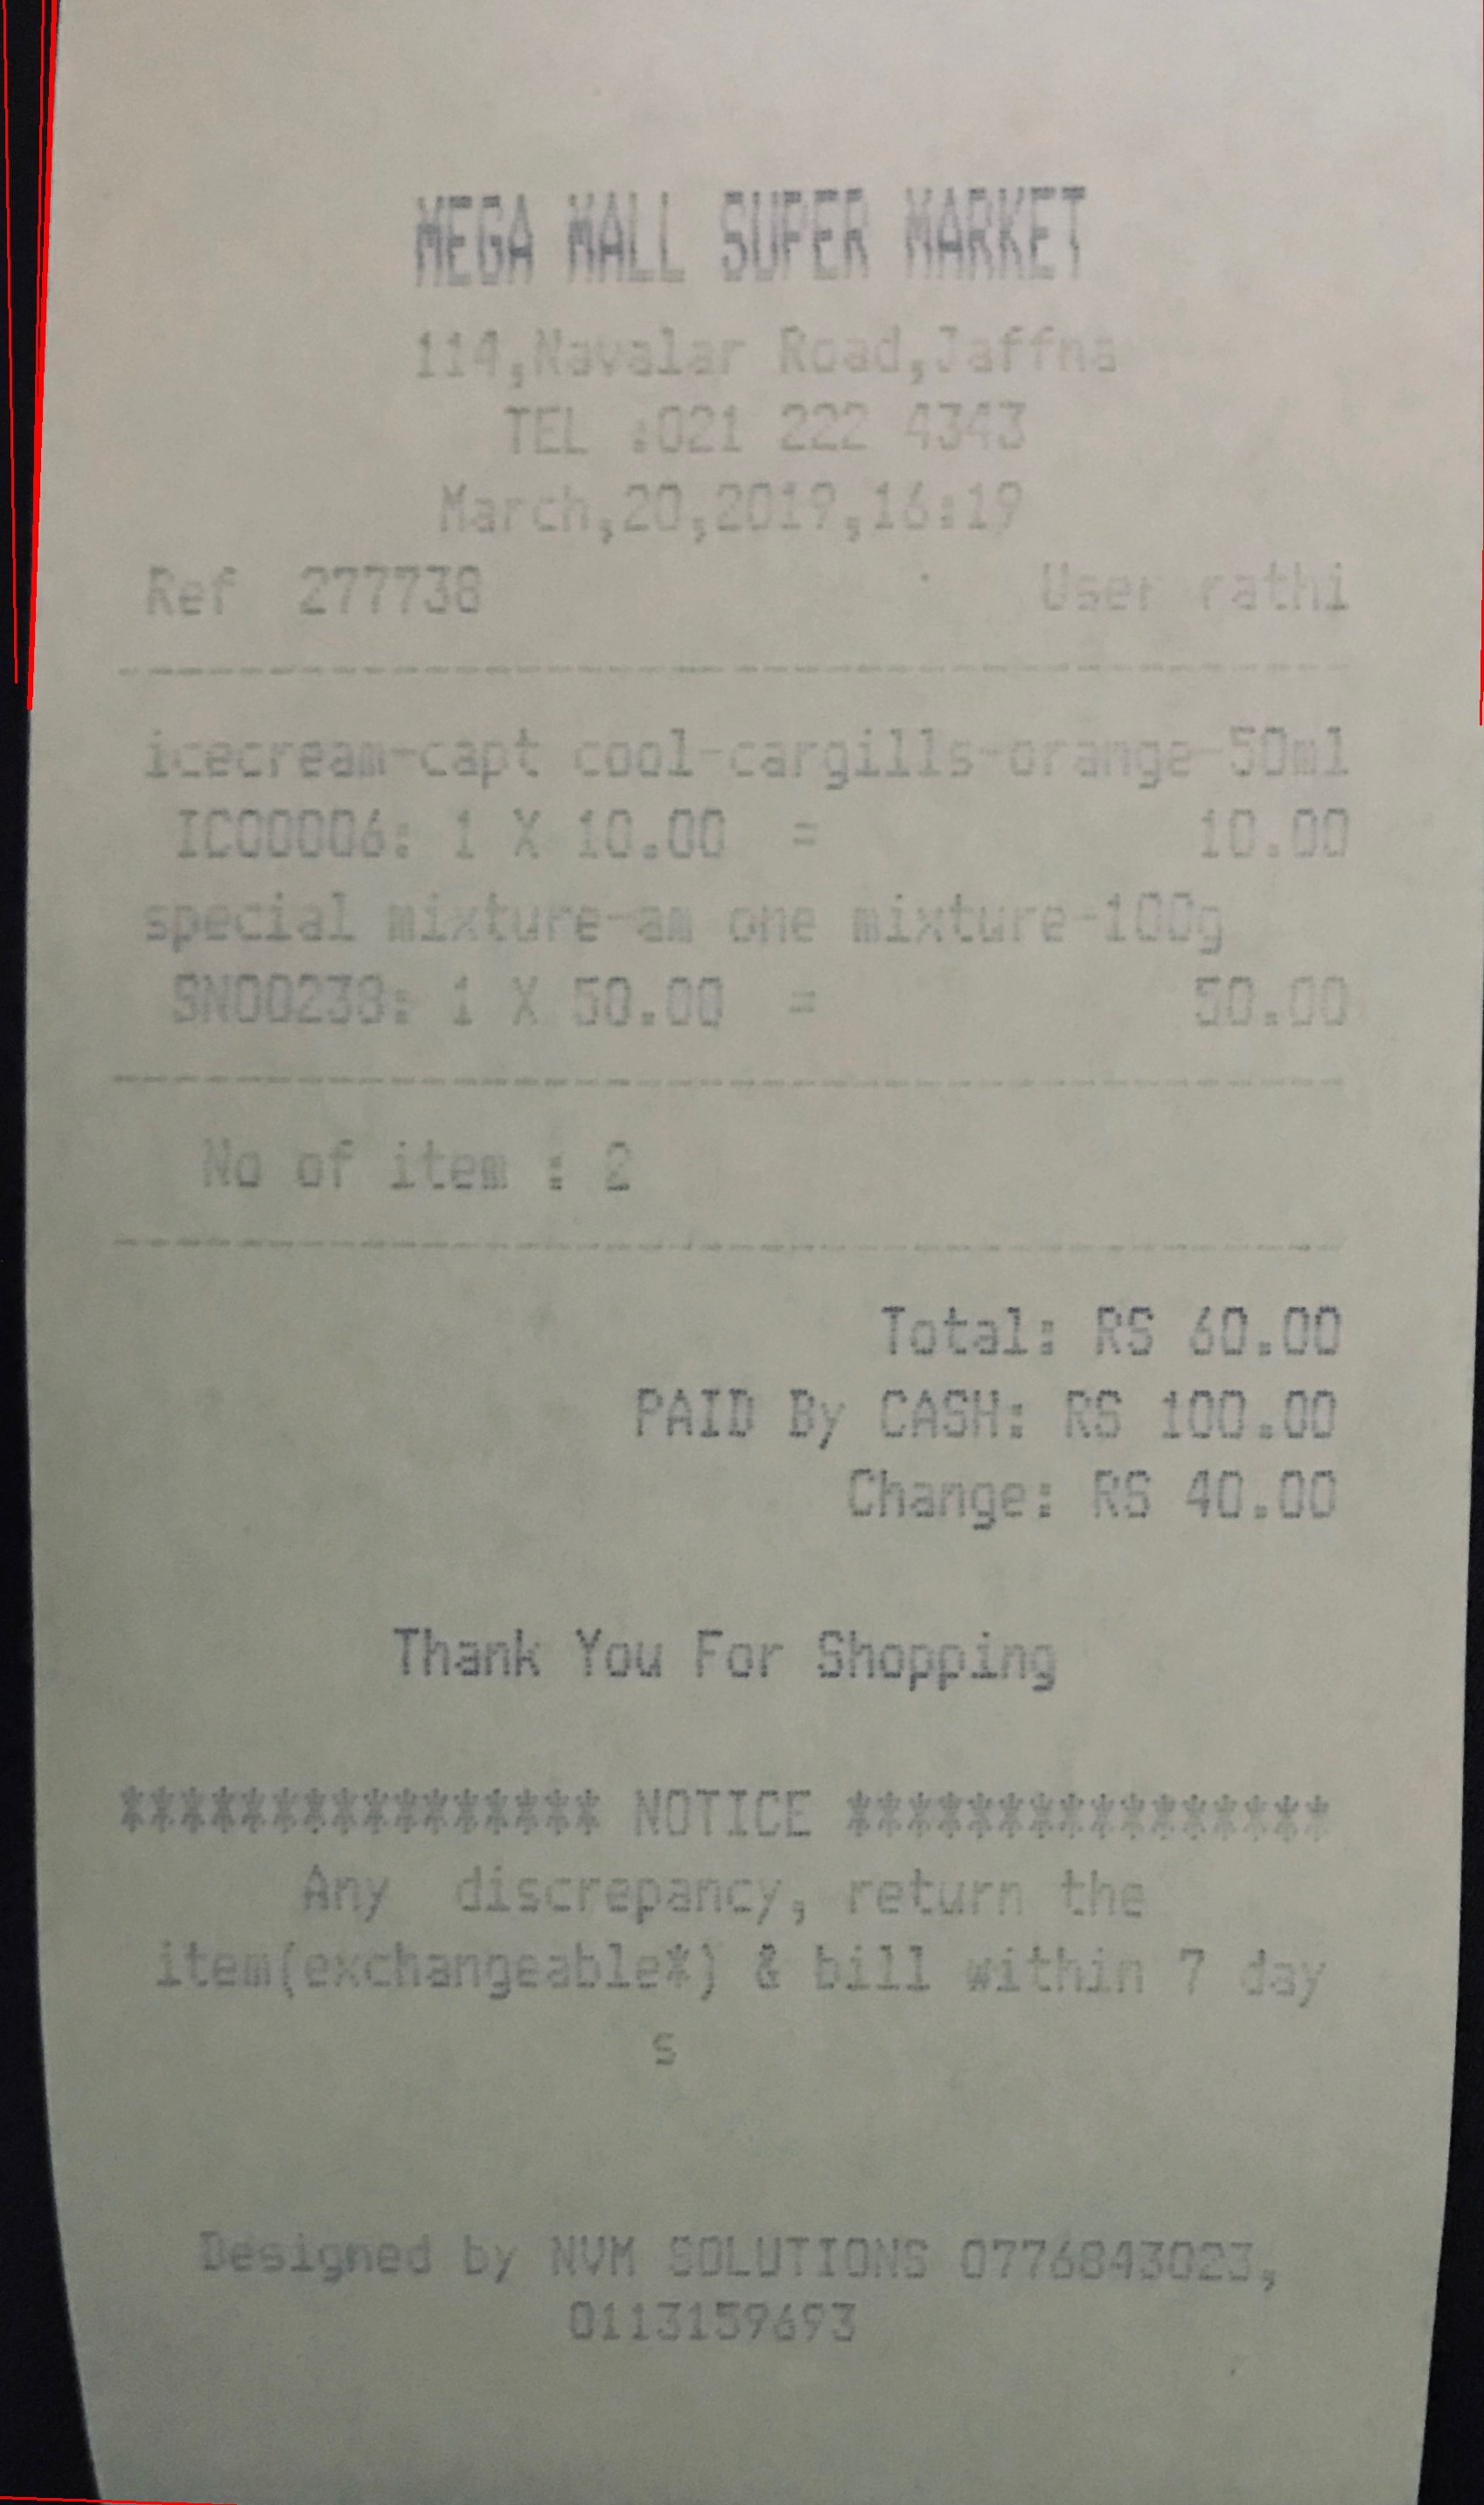 MEGA MALL SUPER MARKET
114,Navalar Road,Jaffna
TEL :021 222 4343
March,20,2019,16:19
Ref 277738 User rathi
--------------------------------------
icecream-capt cool-cargills-orange-50ml
IC00006: 1 X 10.00 = 10.00
special mixture-am one mixture-100g
SN00238: 1 X 50.00 = 50.00
--------------------------------------
No of item : 2
--------------------------------------
Total: RS 60.00
PAID By CASH: RS 100.00
Change: RS 40.00
Thank You For Shopping
**************** NOTICE ****************
Any discrepancy, return the
item(exchangeable*) & bill within 7 day
s
Designed by NVM SOLUTIONS 0776843023,
0113159693